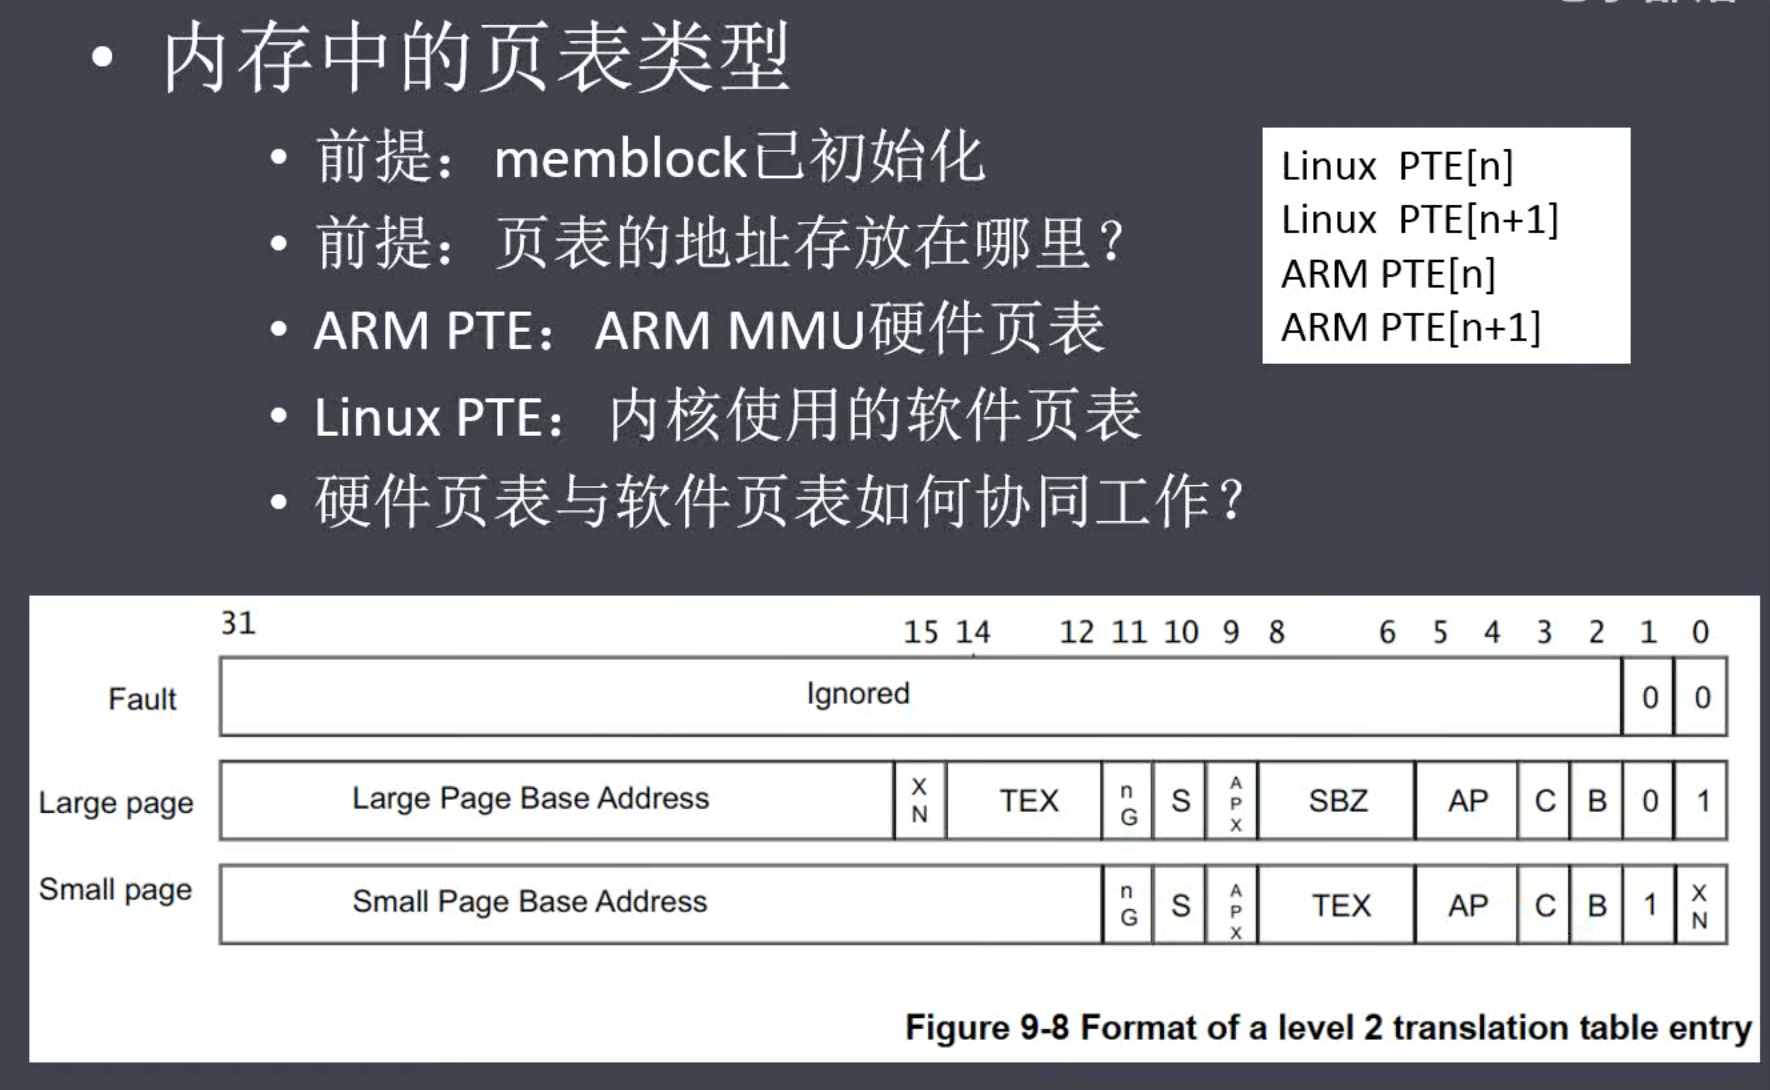 • 内存中的页表类型
• 前提：memblock已初始化
• 前提：页表的地址存放在哪里？
• ARM PTE：ARM MMU硬件页表
• Linux PTE：内核使用的软件页表
• 硬件页表与软件页表如何协同工作？
Linux PTE[n]
Linux PTE[n+1]
ARM PTE[n]
ARM PTE[n+1]
31 15 14 12 11 10 9 8 6 5 4 3 2 1 0
Fault Ignored 0 0
Large page Large Page Base Address XN TEX nG S APX SBZ AP C B 0 1
Small page Small Page Base Address nG S APX TEX AP C B 1 XN
Figure 9-8 Format of a level 2 translation table entry